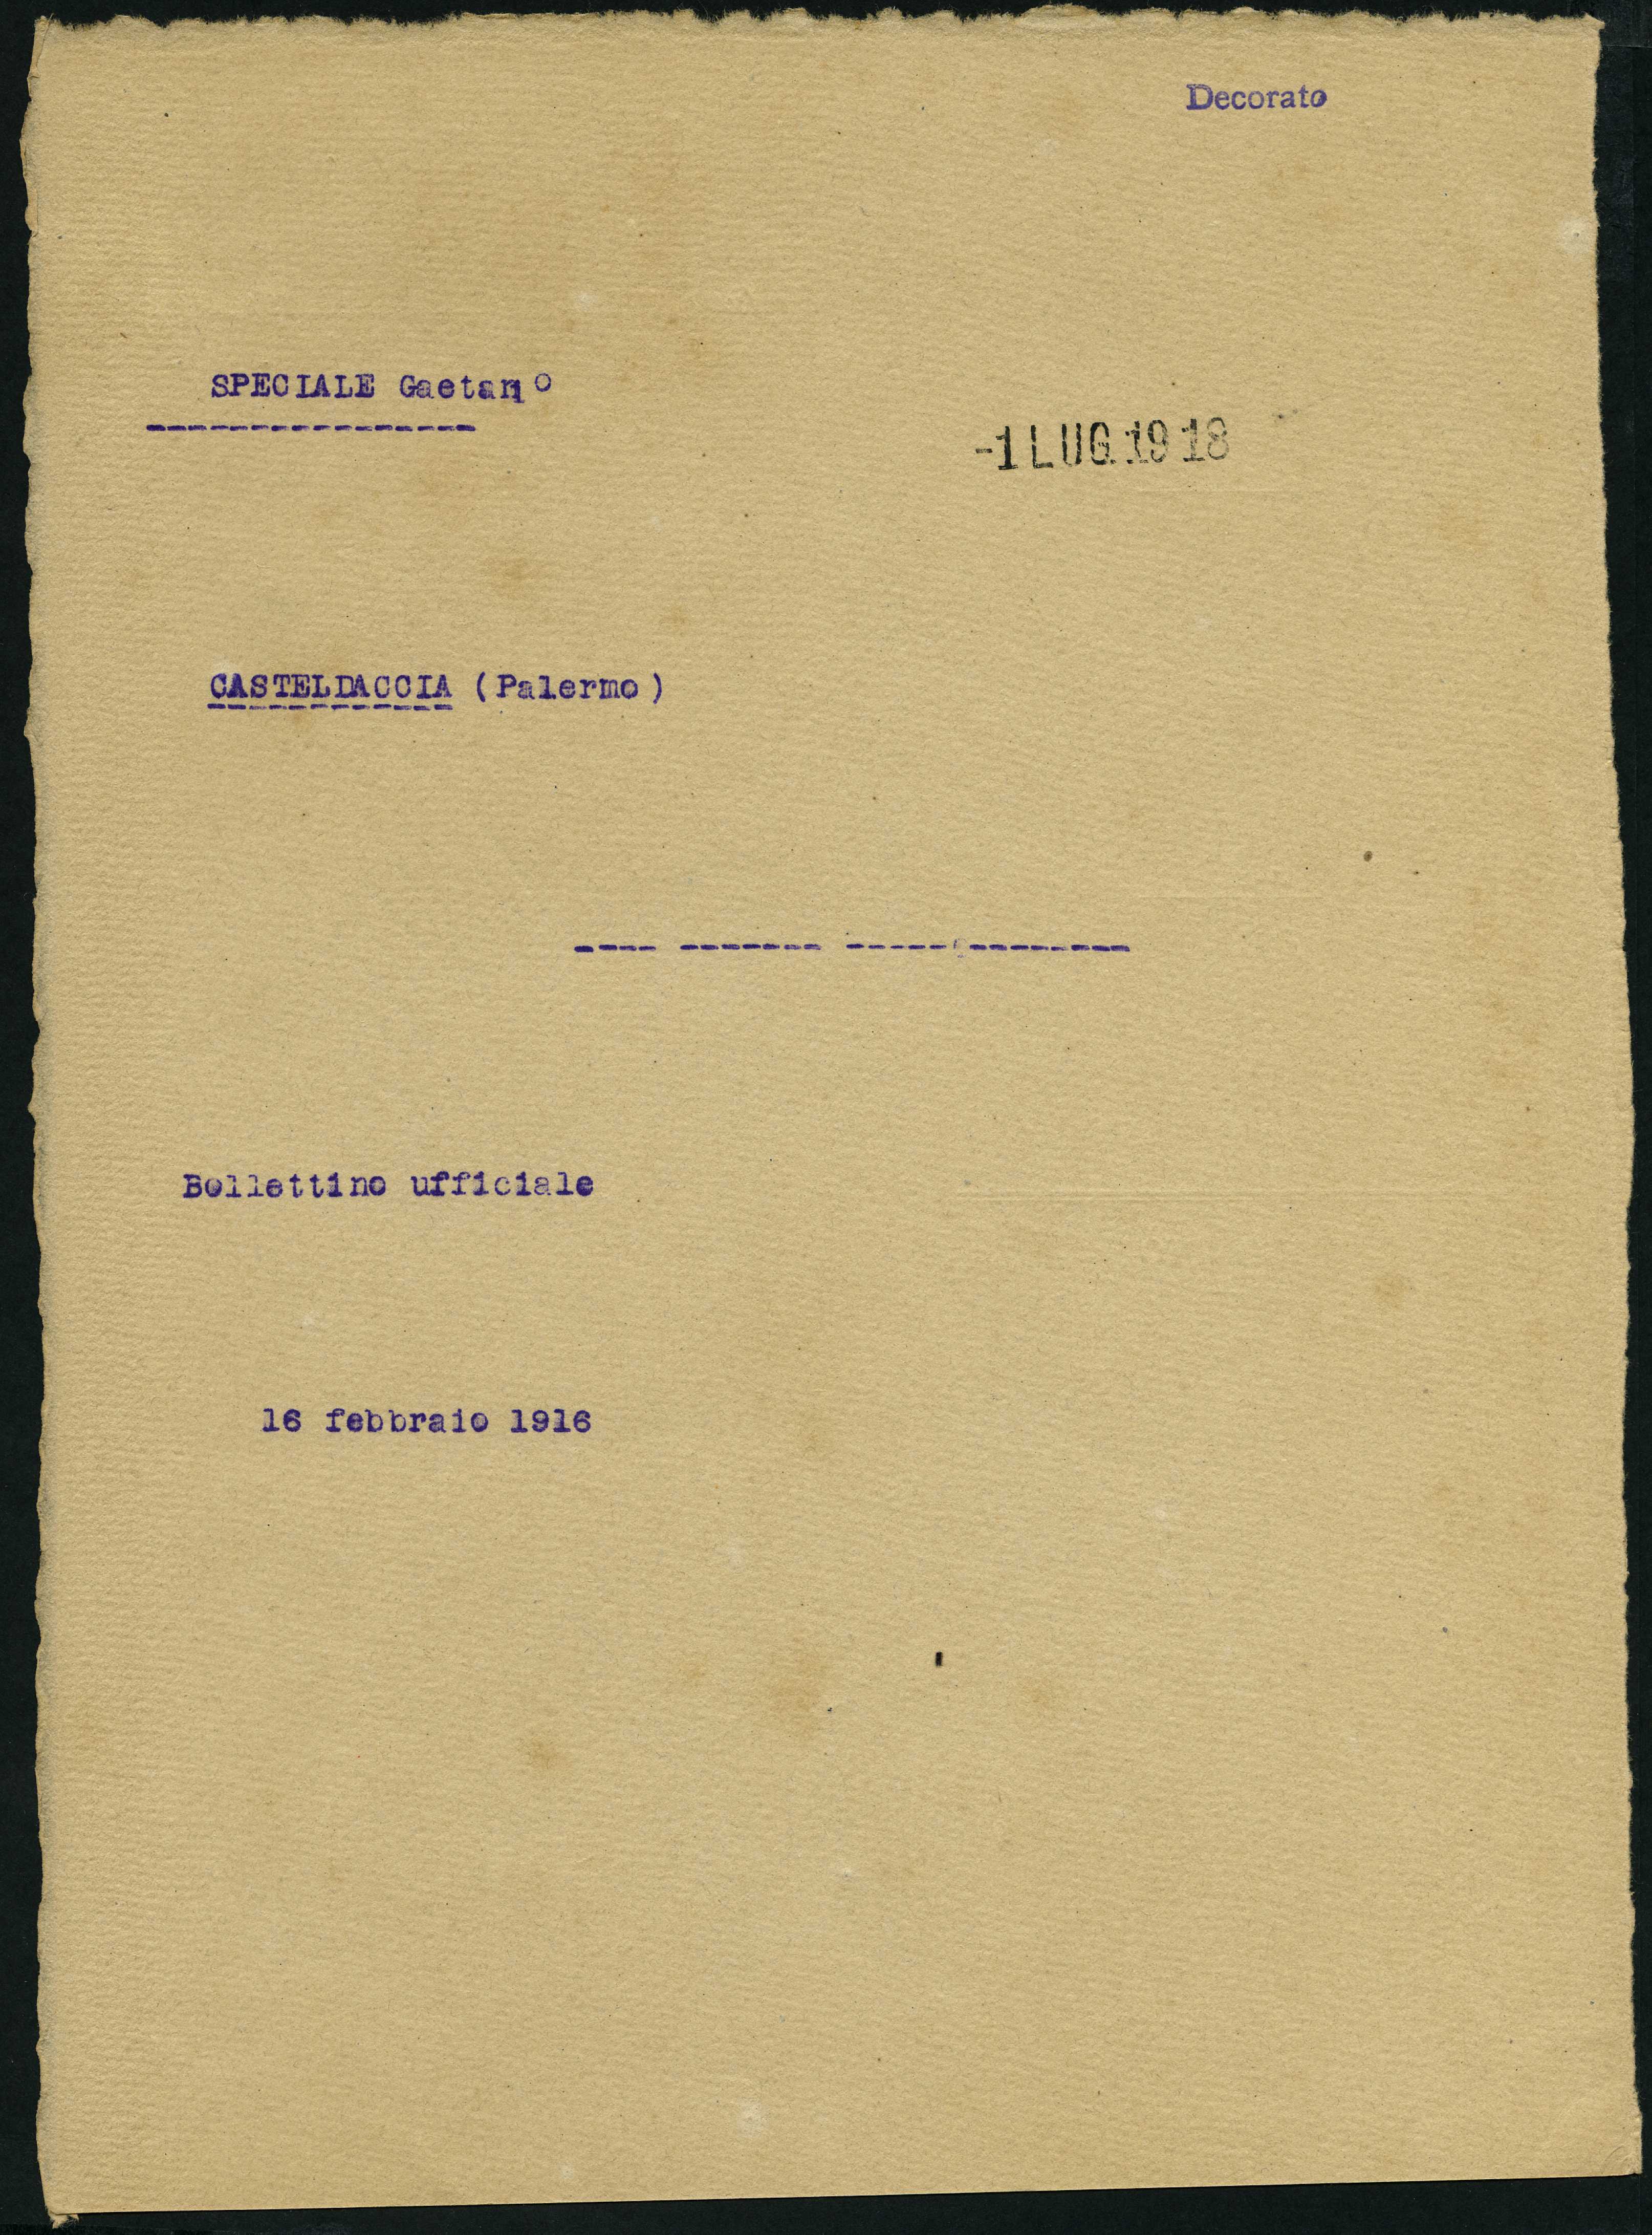 Decorato
SPECIALE Gaetano
-----------------
-1 LUG. 1918
CASTELDACCIA (Palermo)
------------
---- ------- ----- --------
Bollettino ufficiale
16 febbraio 1916